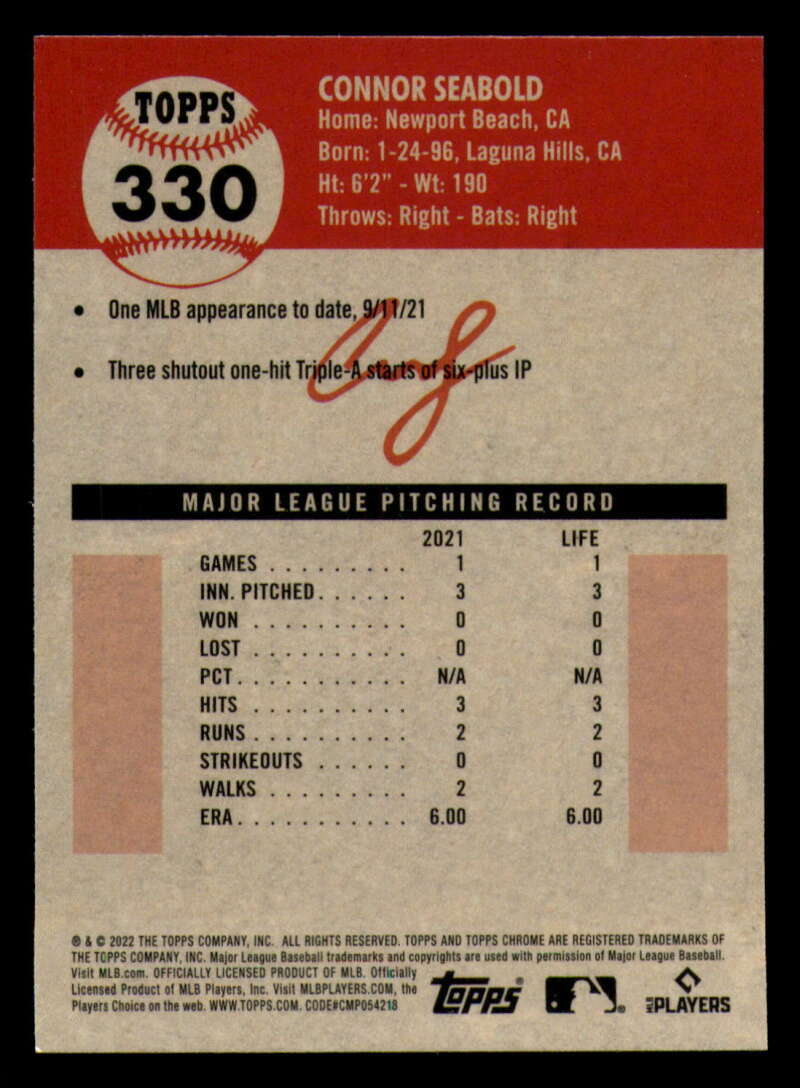 TOPPS
330
CONNOR SEABOLD
Home: Newport Beach, CA
Born: 1-24-96, Laguna Hills, CA
Ht: 6'2" - Wt: 190
Throws: Right - Bats: Right
• One MLB appearance to date, 9/11/21
• Three shutout one-hit Triple-A starts of six-plus IP
MAJOR LEAGUE PITCHING RECORD
2021 LIFE
GAMES . . . . . . . . . 1 1
INN. PITCHED . . . . . . 3 3
WON . . . . . . . . . . 0 0
LOST . . . . . . . . . . 0 0
PCT. . . . . . . . . . . N/A N/A
HITS . . . . . . . . . . 3 3
RUNS . . . . . . . . . . 2 2
STRIKEOUTS . . . . . . 0 0
WALKS . . . . . . . . . 2 2
ERA. . . . . . . . . . . 6.00 6.00
® & © 2022 THE TOPPS COMPANY, INC. ALL RIGHTS RESERVED. TOPPS AND TOPPS CHROME ARE REGISTERED TRADEMARKS OF
THE TOPPS COMPANY, INC. Major League Baseball trademarks and copyrights are used with permission of Major League Baseball.
Visit MLB.com. OFFICIALLY LICENSED PRODUCT OF MLB. Officially
Licensed Product of MLB Players, Inc. Visit MLBPLAYERS.COM, the
Players Choice on the web. WWW.TOPPS.COM. CODE#CMP054218
Topps®
MLB PLAYERS